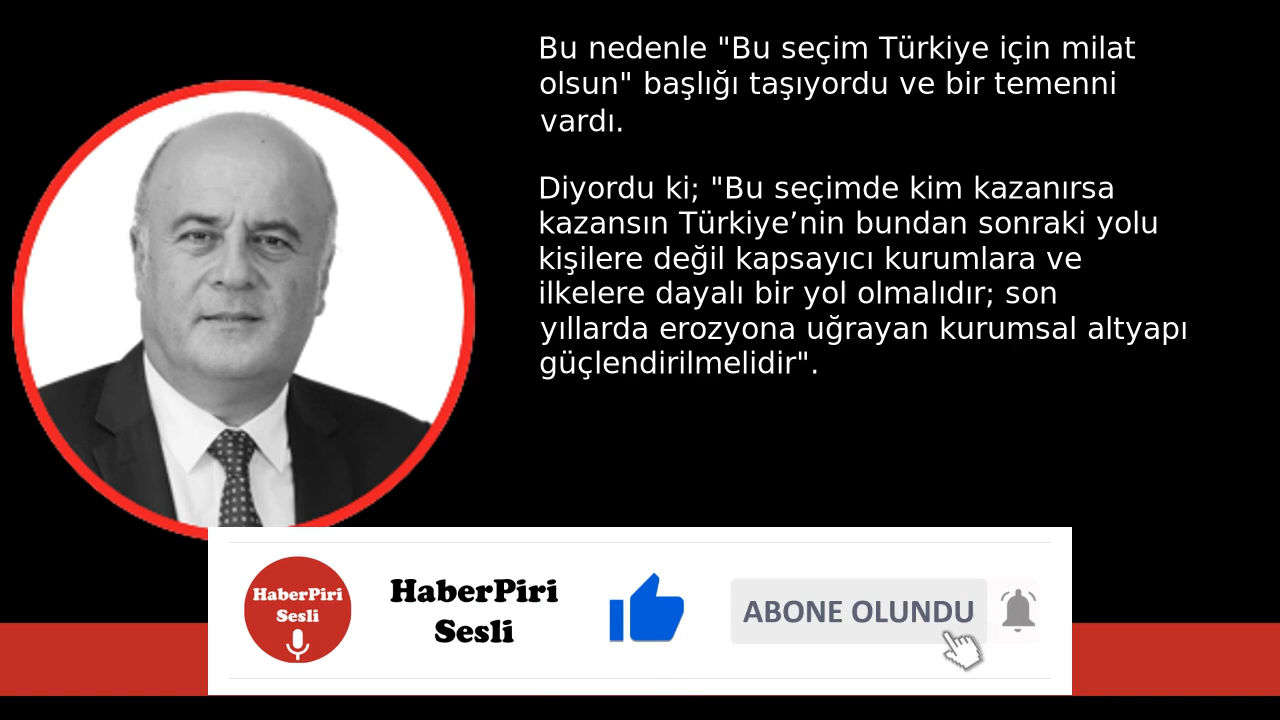 Bu nedenle "Bu seçim Türkiye için milat
olsun" başlığı taşıyordu ve bir temenni
vardı.
Diyordu ki; "Bu seçimde kim kazanırsa
kazansın Türkiye’nin bundan sonraki yolu
kişilere değil kapsayıcı kurumlara ve
ilkelere dayalı bir yol olmalıdır; son
yıllarda erozyona uğrayan kurumsal altyapı
güçlendirilmelidir".
HaberPiri
Sesli
HaberPiri
Sesli
ABONE OLUNDU